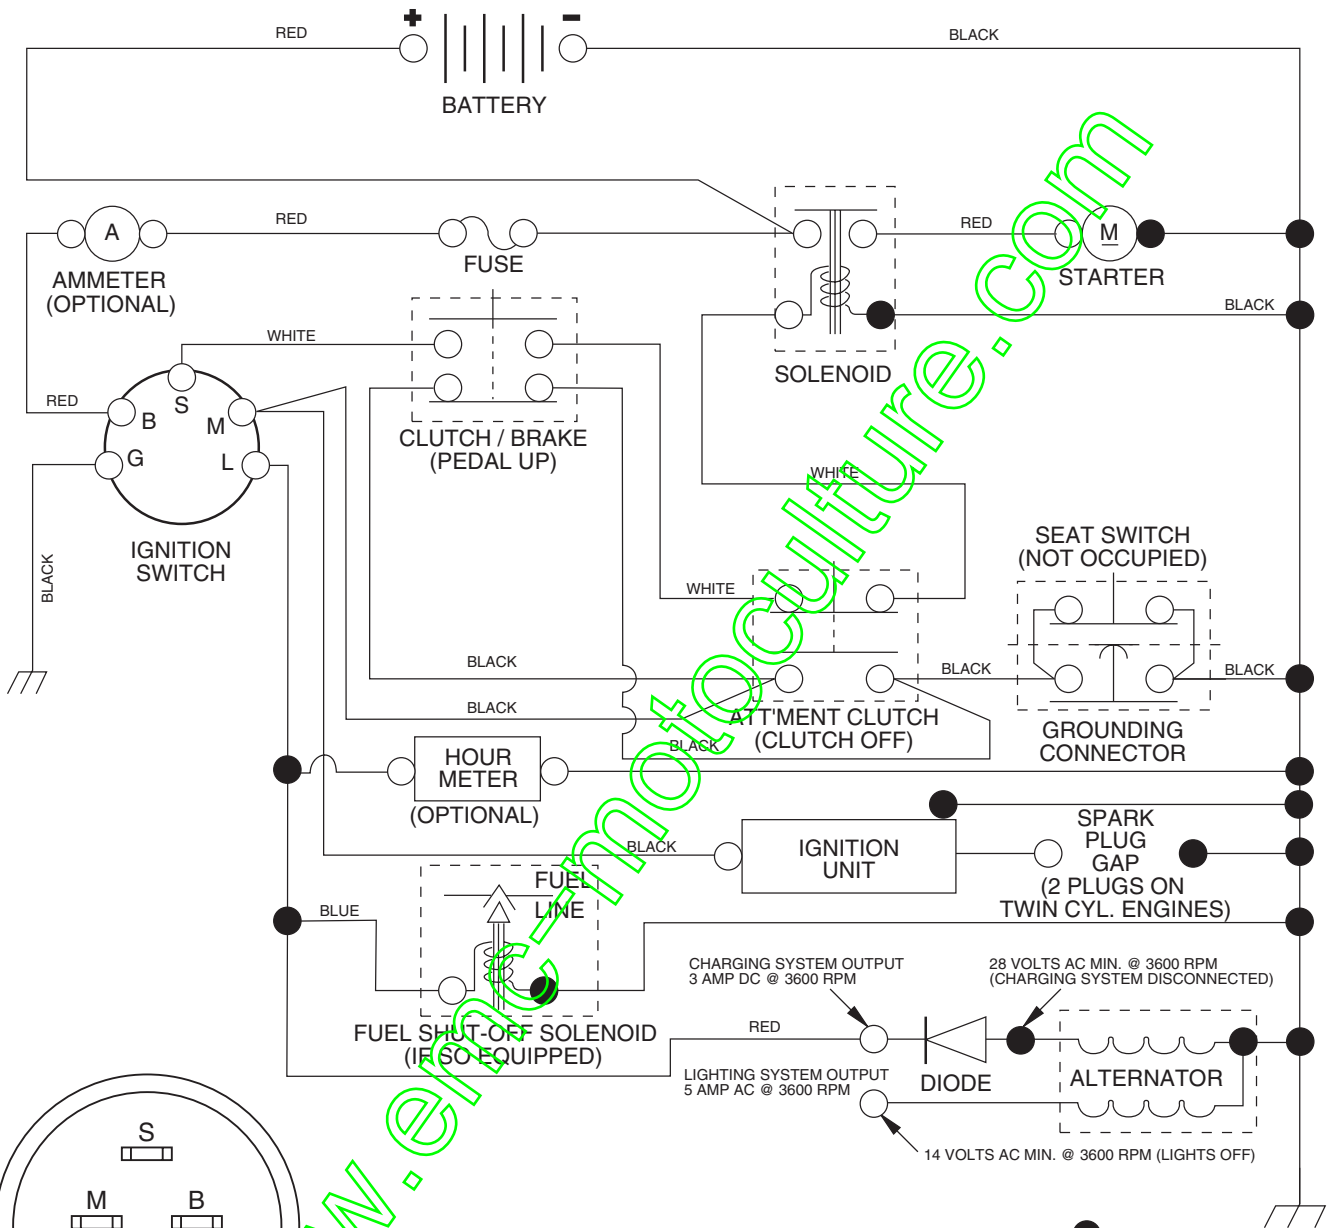 RED
BLACK
+
-
BATTERY
RED
RED
A
M
FUSE
STARTER
AMMETER
(OPTIONAL)
BLACK
WHITE
SOLENOID
RED
S
B
M
CLUTCH / BRAKE
(PEDAL UP)
G
L
WHITE
SEAT SWITCH
(NOT OCCUPIED)
IGNITION
SWITCH
BLACK
WHITE
BLACK
BLACK
BLACK
BLACK
ATT'MENT CLUTCH
(CLUTCH OFF)
GROUNDING
CONNECTOR
BLACK
HOUR
METER
(OPTIONAL)
SPARK
PLUG
GAP
(2 PLUGS ON
TWIN CYL. ENGINES)
IGNITION
UNIT
BLACK
FUEL
LINE
BLUE
CHARGING SYSTEM OUTPUT
3 AMP DC @ 3600 RPM
28 VOLTS AC MIN. @ 3600 RPM
(CHARGING SYSTEM DISCONNECTED)
FUEL SHUT-OFF SOLENOID
(IF SO EQUIPPED)
RED
LIGHTING SYSTEM OUTPUT
5 AMP AC @ 3600 RPM
DIODE
ALTERNATOR
14 VOLTS AC MIN. @ 3600 RPM (LIGHTS OFF)
S
M
B
w.emc-motoculture.com